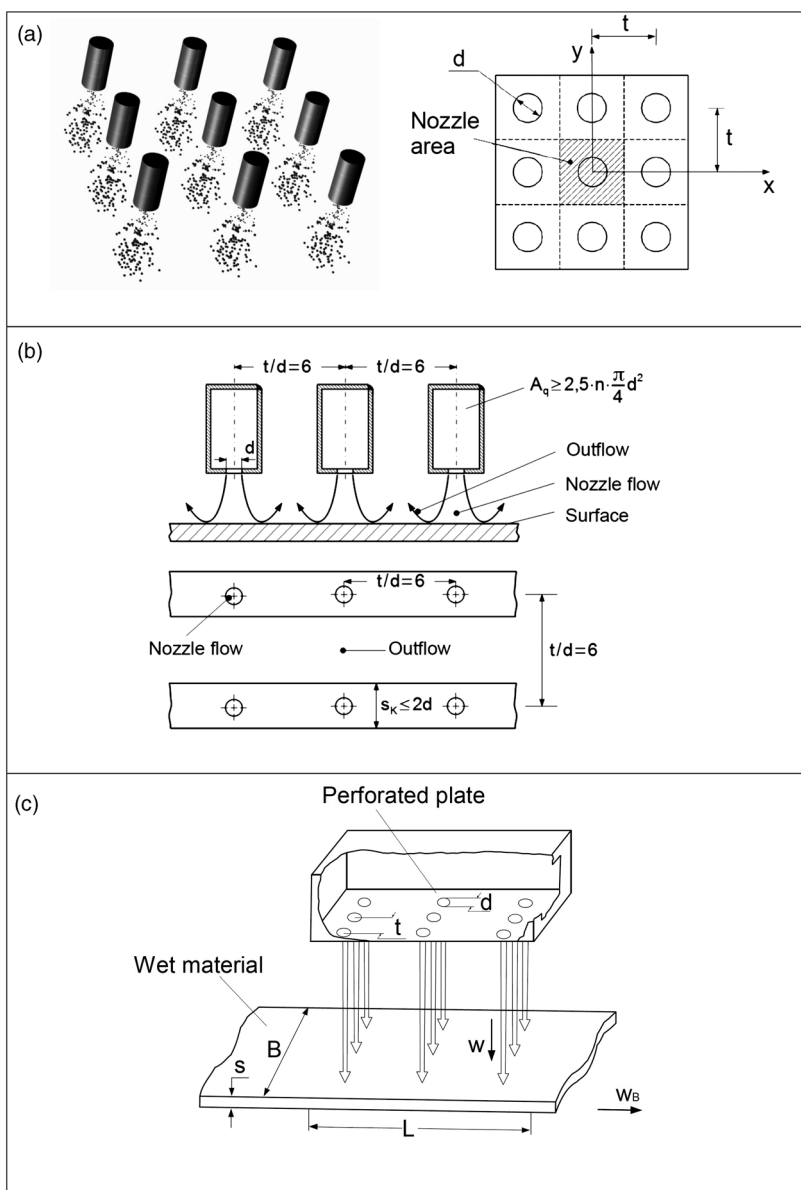 (a)
t
y
d
t
Nozzle
area
x
(b)
t/d=6 t/d=6
A_q ≥ 2,5·n·π/4 d²
d
Outflow
Nozzle flow
Surface
t/d=6
Nozzle flow
Outflow
t/d=6
s_K ≤ 2d
(c)
Perforated plate
d
t
Wet material
B
w
s
w_B
L